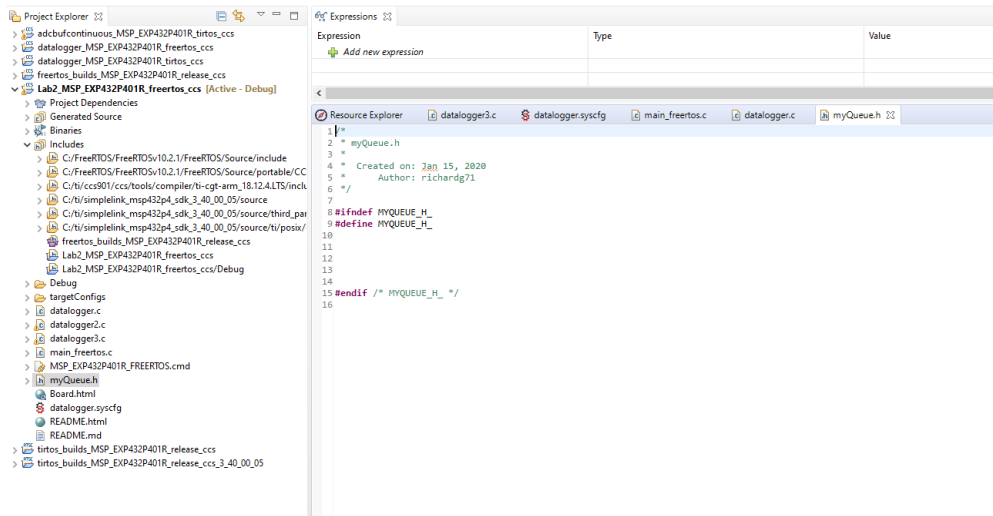 Project Explorer
adcbufcontinuous_MSP_EXP432P401R_tirtos_ccs
datalogger_MSP_EXP432P401R_freertos_ccs
datalogger_MSP_EXP432P401R_tirtos_ccs
freertos_builds_MSP_EXP432P401R_release_ccs
Lab2_MSP_EXP432P401R_freertos_ccs [Active - Debug]
Project Dependencies
Generated Source
Binaries
Includes
C:/FreeRTOS/FreeRTOSv10.2.1/FreeRTOS/Source/include
C:/FreeRTOS/FreeRTOSv10.2.1/FreeRTOS/Source/portable/CC
C:/ti/ccs901/ccs/tools/compiler/ti-cgt-arm_18.12.4.LTS/inclu
C:/ti/simplelink_msp432p4_sdk_3_40_00_05/source
C:/ti/simplelink_msp432p4_sdk_3_40_00_05/source/third_par
C:/ti/simplelink_msp432p4_sdk_3_40_00_05/source/ti/posix/
freertos_builds_MSP_EXP432P401R_release_ccs
Lab2_MSP_EXP432P401R_freertos_ccs
Lab2_MSP_EXP432P401R_freertos_ccs/Debug
Debug
targetConfigs
datalogger.c
datalogger2.c
datalogger3.c
main_freertos.c
MSP_EXP432P401R_FREERTOS.cmd
myQueue.h
Board.html
datalogger.syscfg
README.html
README.md
tirtos_builds_MSP_EXP432P401R_release_ccs
tirtos_builds_MSP_EXP432P401R_release_ccs_3_40_00_05
Expressions
Expression Type Value
Add new expression
Resource Explorer datalogger3.c datalogger.syscfg main_freertos.c datalogger.c myQueue.h
1 /*
2 * myQueue.h
3 *
4 * Created on: Jan 15, 2020
5 * Author: richardg71
6 */
7
8 #ifndef MYQUEUE_H_
9 #define MYQUEUE_H_
10
11
12
13
14
15 #endif /* MYQUEUE_H_ */
16